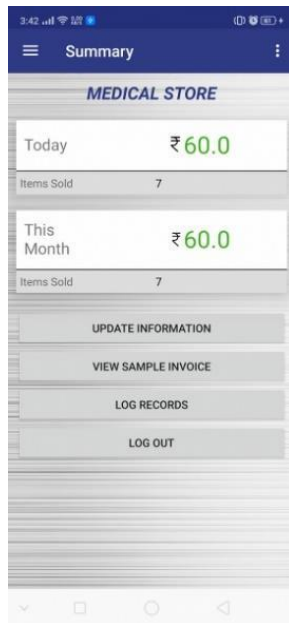 3:42
Summary
MEDICAL STORE
Today ₹60.0
Items Sold 7
This
Month ₹60.0
Items Sold 7
UPDATE INFORMATION
VIEW SAMPLE INVOICE
LOG RECORDS
LOG OUT